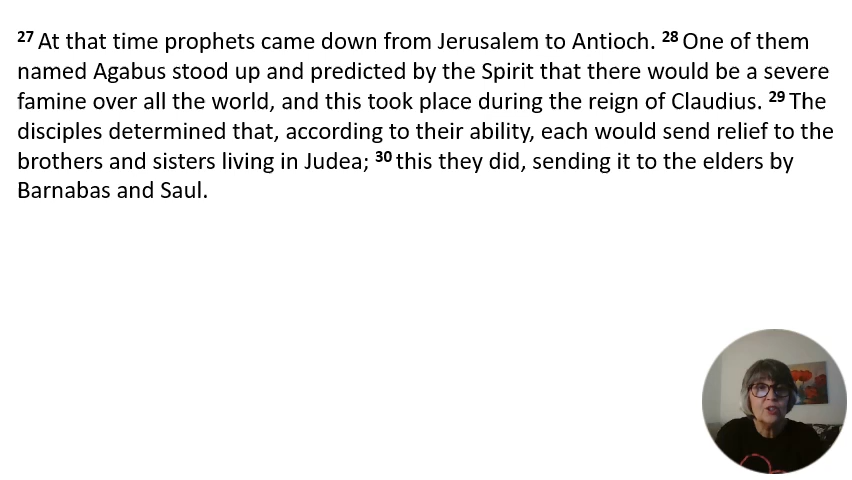 27 At that time prophets came down from Jerusalem to Antioch. 28 One of them
named Agabus stood up and predicted by the Spirit that there would be a severe
famine over all the world, and this took place during the reign of Claudius. 29 The
disciples determined that, according to their ability, each would send relief to the
brothers and sisters living in Judea; 30 this they did, sending it to the elders by
Barnabas and Saul.